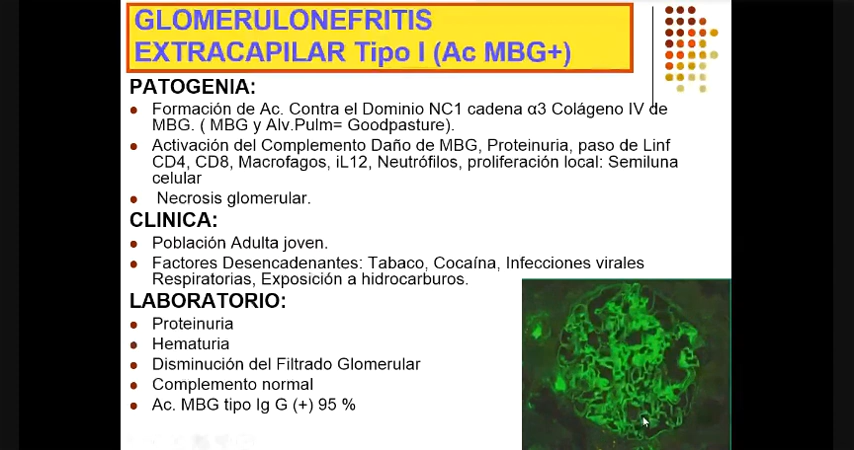 GLOMERULONEFRITIS
EXTRACAPILAR Tipo I (Ac MBG+)
PATOGENIA:
Formación de Ac. Contra el Dominio NC1 cadena α3 Colágeno IV de
MBG. ( MBG y Alv.Pulm= Goodpasture).
Activación del Complemento Daño de MBG, Proteinuria, paso de Linf
CD4, CD8, Macrofagos, iL12, Neutrófilos, proliferación local: Semiluna
celular
Necrosis glomerular.
CLINICA:
Población Adulta joven.
Factores Desencadenantes: Tabaco, Cocaína, Infecciones virales
Respiratorias, Exposición a hidrocarburos.
LABORATORIO:
Proteinuria
Hematuria
Disminución del Filtrado Glomerular
Complemento normal
Ac. MBG tipo Ig G (+) 95 %